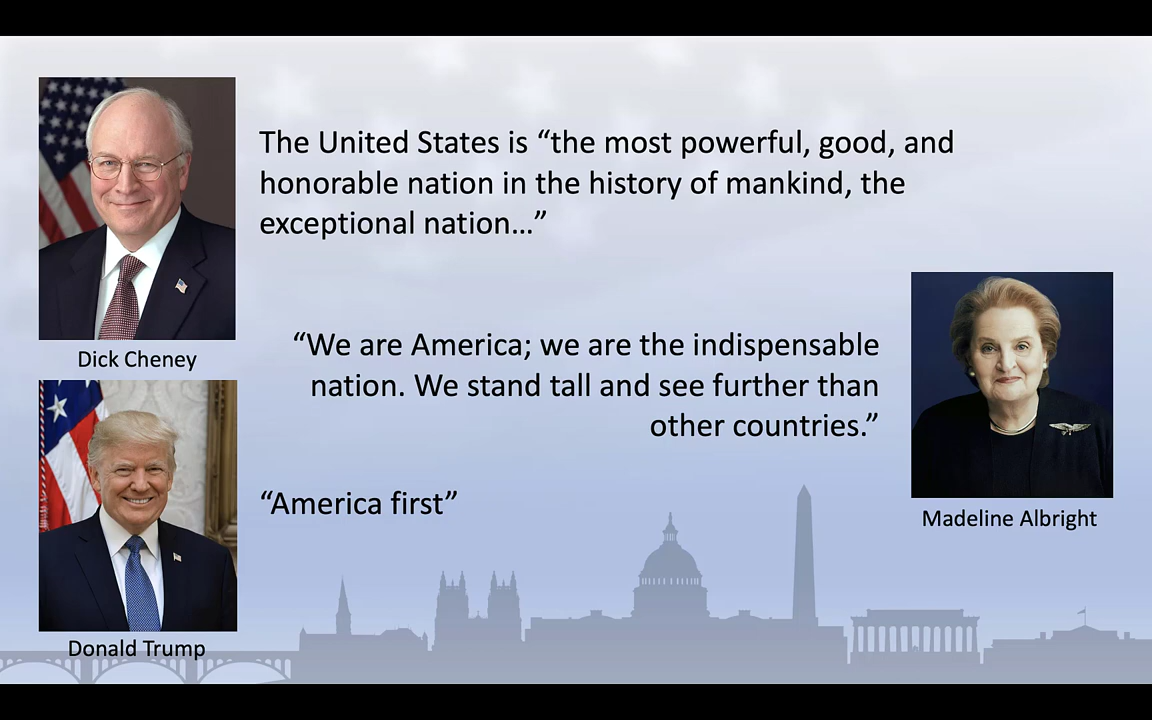 The United States is “the most powerful, good, and
honorable nation in the history of mankind, the
exceptional nation…”
Dick Cheney
“We are America; we are the indispensable
nation. We stand tall and see further than
other countries.”
Madeline Albright
“America first”
Donald Trump